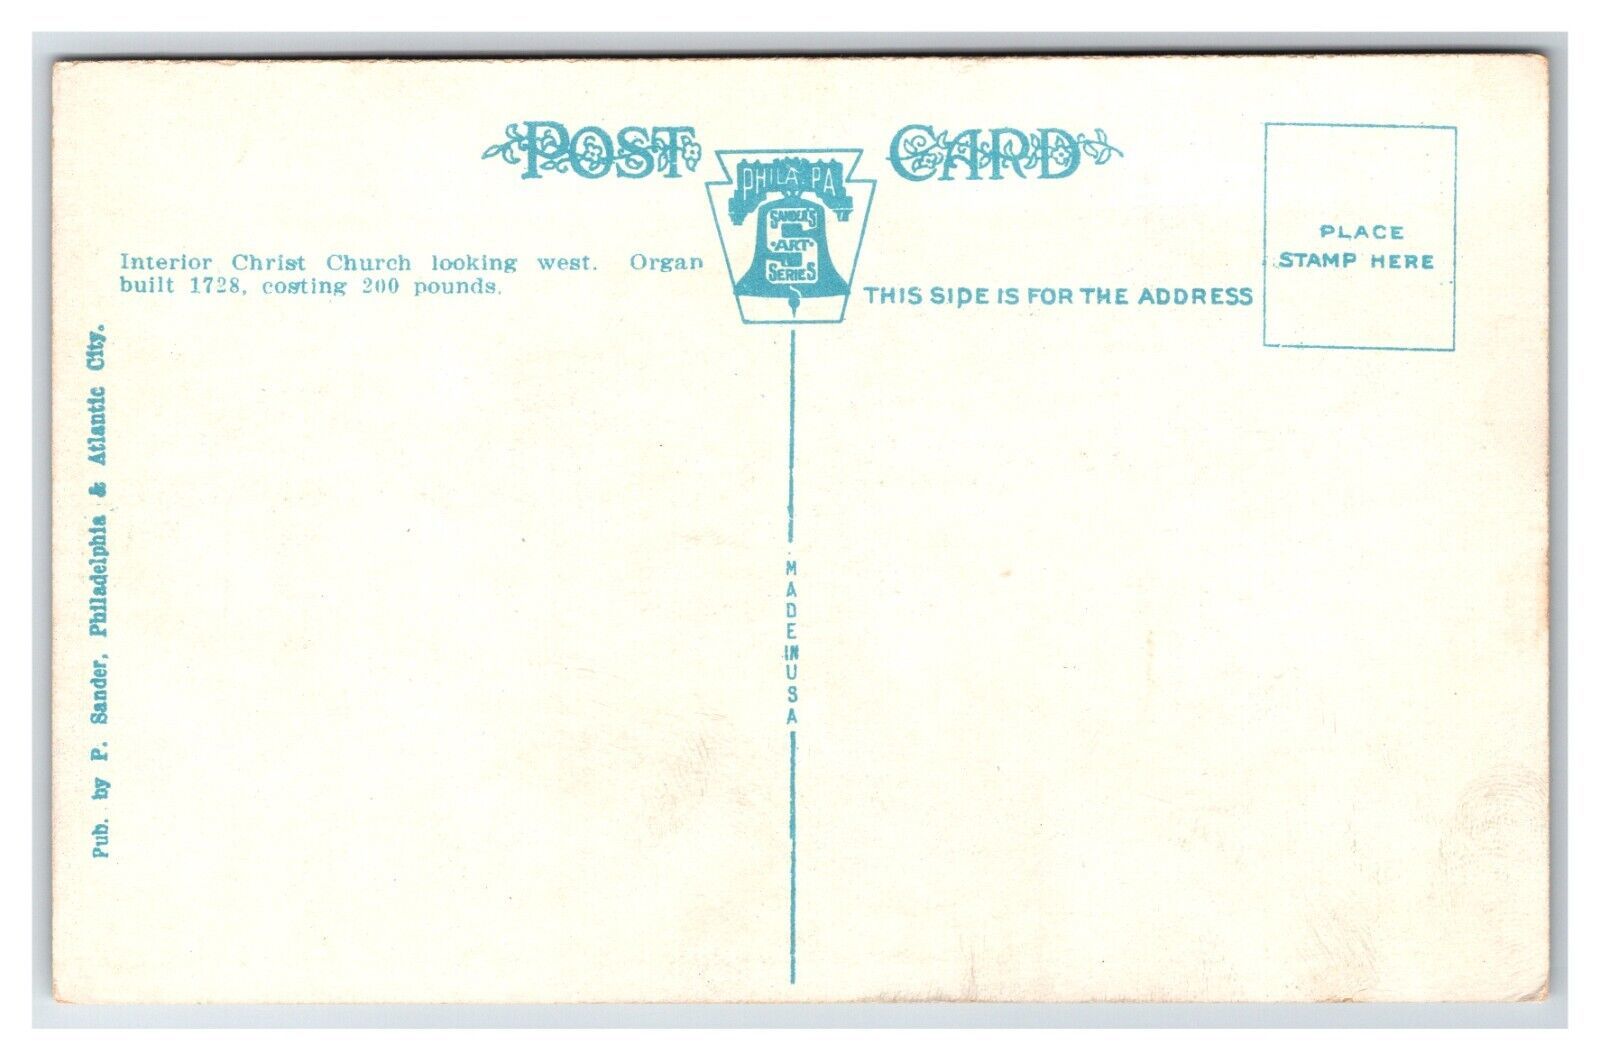 POST CARD
PHILA. PA
SANDER'S
ART
SERIES
PLACE
STAMP HERE
Interior Christ Church looking west. Organ
built 1728, costing 200 pounds.
THIS SIDE IS FOR THE ADDRESS
Pub. by P. Sander, Philadelphia & Atlantic City.
MADE IN USA